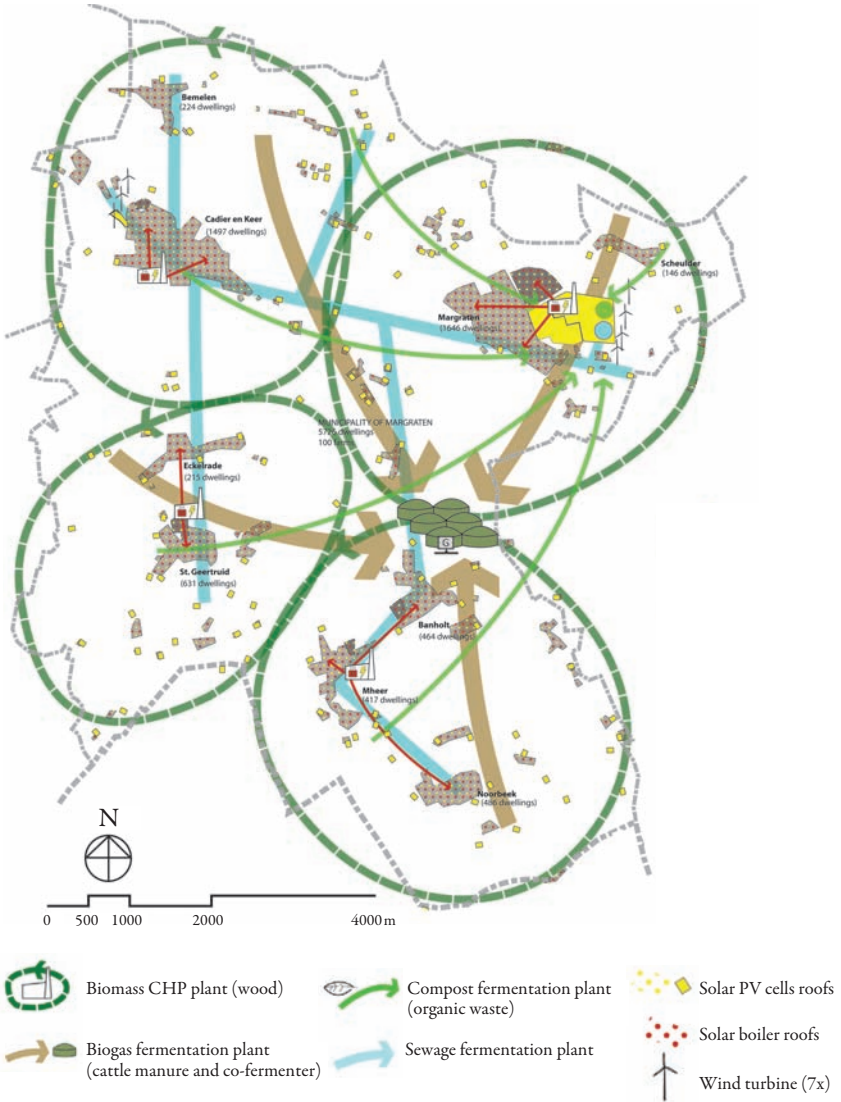 Bemelen
(224 dwellings)
Cadier en Keer
(1497 dwellings)
Scheulder
(146 dwellings)
Margraten
(1646 dwellings)
MUNICIPALITY OF MARGRATEN
dwellings
100 farms
Eckelrade
(215 dwellings)
St. Geertruid
(631 dwellings)
G
Banholt
(464 dwellings)
Mheer
(417 dwellings)
Noorbeek
(486 dwellings)
N
0 500 1000 2000 4000 m
Biomass CHP plant (wood)
Compost fermentation plant
(organic waste)
Solar PV cells roofs
Solar boiler roofs
Biogas fermentation plant
(cattle manure and co-fermenter)
Sewage fermentation plant
Wind turbine (7x)